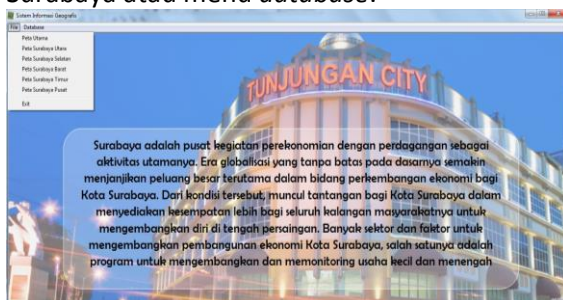 Surabaya atau menu database.
Sistem Informasi Geografis
File Database
Peta Utama
Peta Surabaya Utara
Peta Surabaya Selatan
Peta Surabaya Barat
Peta Surabaya Timur
Peta Surabaya Pusat
Exit
TUNJUNGAN CITY
Surabaya adalah pusat kegiatan perekonomian dengan perdagangan sebagai
aktivitas utamanya. Era globalisasi yang tanpa batas pada dasarnya semakin
menjanjikan peluang besar terutama dalam bidang perkembangan ekonomi bagi
Kota Surabaya. Dari kondisi tersebut, muncul tantangan bagi Kota Surabaya dalam
menyediakan kesempatan lebih bagi seluruh kalangan masyarakatnya untuk
mengembangkan diri di tengah persaingan. Banyak sektor dan faktor untuk
mengembangkan pembangunan ekonomi Kota Surabaya, salah satunya adalah
program untuk mengembangkan dan memonitoring usaha kecil dan menengah